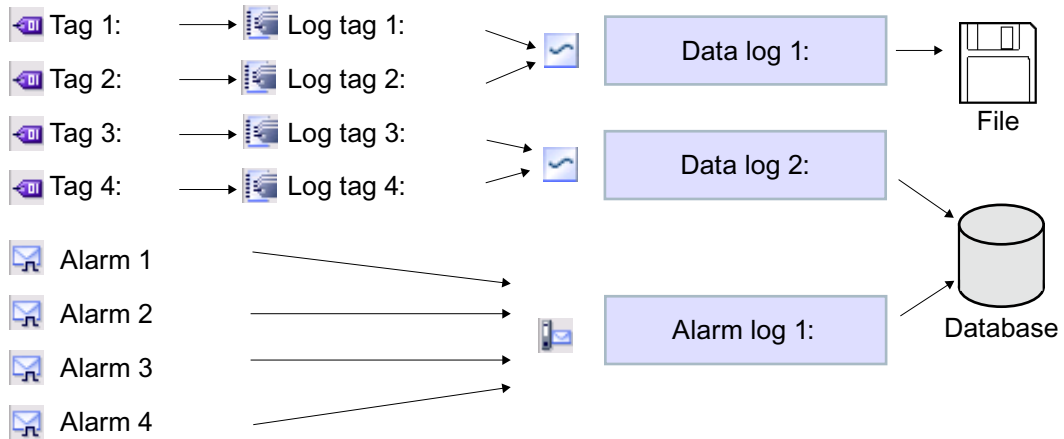 Tag 1: Log tag 1: Data log 1:
Tag 2: Log tag 2:
File
Tag 3: Log tag 3: Data log 2:
Tag 4: Log tag 4:
Alarm 1
Alarm 2 Alarm log 1: Database
Alarm 3
Alarm 4